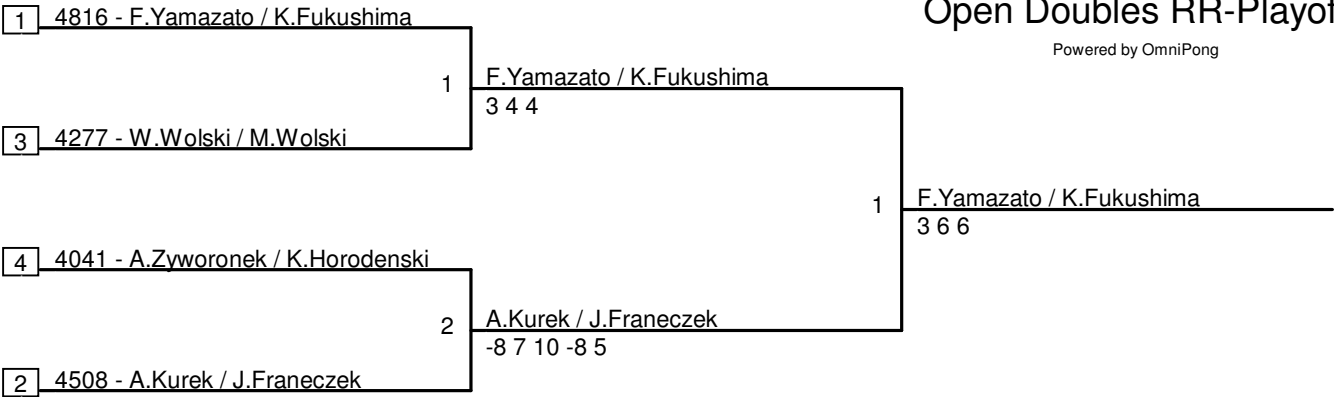 Open Doubles RR-Playof
Powered by OmniPong
1 4816 - F.Yamazato / K.Fukushima
1 F.Yamazato / K.Fukushima
3 4 4
3 4277 - W.Wolski / M.Wolski
1 F.Yamazato / K.Fukushima
3 6 6
4 4041 - A.Zyworonek / K.Horodenski
2 A.Kurek / J.Franeczek
-8 7 10 -8 5
2 4508 - A.Kurek / J.Franeczek